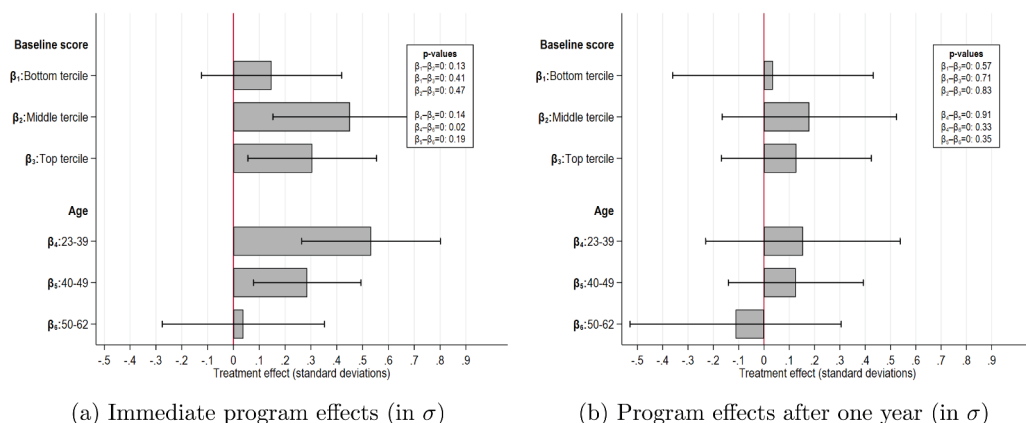 Baseline score
β₁:Bottom tercile
β₂:Middle tercile
β₃:Top tercile
Age
β₄:23-39
β₅:40-49
β₆:50-62
p-values
β₁–β₂=0: 0.13
β₁–β₃=0: 0.41
β₂–β₃=0: 0.47
β₄–β₅=0: 0.14
β₄–β₆=0: 0.02
β₅–β₆=0: 0.19
-.5 -.4 -.3 -.2 -.1 0 .1 .2 .3 .4 .5 .6 .7 .8 .9
Treatment effect (standard deviations)
(a) Immediate program effects (in σ)
Baseline score
β₁:Bottom tercile
β₂:Middle tercile
β₃:Top tercile
Age
β₄:23-39
β₅:40-49
β₆:50-62
p-values
β₁–β₂=0: 0.57
β₁–β₃=0: 0.71
β₂–β₃=0: 0.83
β₄–β₅=0: 0.91
β₄–β₆=0: 0.33
β₅–β₆=0: 0.35
-.5 -.4 -.3 -.2 -.1 0 .1 .2 .3 .4 .5 .6 .7 .8 .9
Treatment effect (standard deviations)
(b) Program effects after one year (in σ)